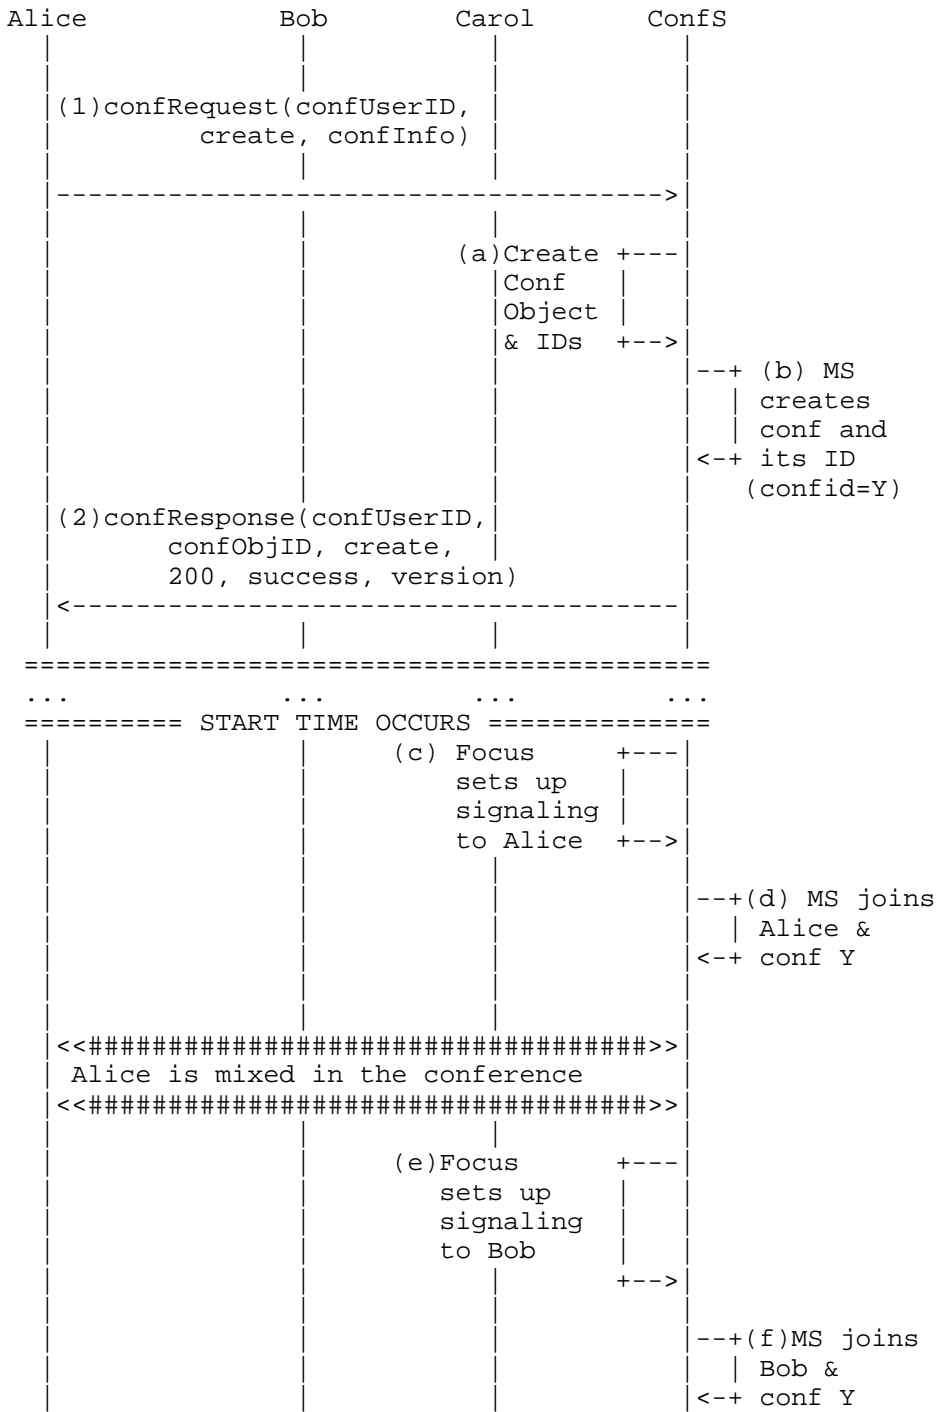 Alice Bob Carol ConfS
(1)confRequest(confUserID,
create, confInfo)
------------------------------------->
(a)Create +---
Conf
Object
& IDs +-->
--+ (b) MS
creates
conf and
<-+ its ID
(confid=Y)
(2)confResponse(confUserID,
confObjID, create,
200, success, version)
<-------------------------------------
===========================================
... ... ... ...
========== START TIME OCCURS ==============
(c) Focus +---
sets up
signaling
to Alice +-->
--+(d) MS joins
Alice &
<-+ conf Y
<<###################################>>
Alice is mixed in the conference
<<###################################>>
(e)Focus +---
sets up
signaling
to Bob
+-->
--+(f)MS joins
Bob &
<-+ conf Y